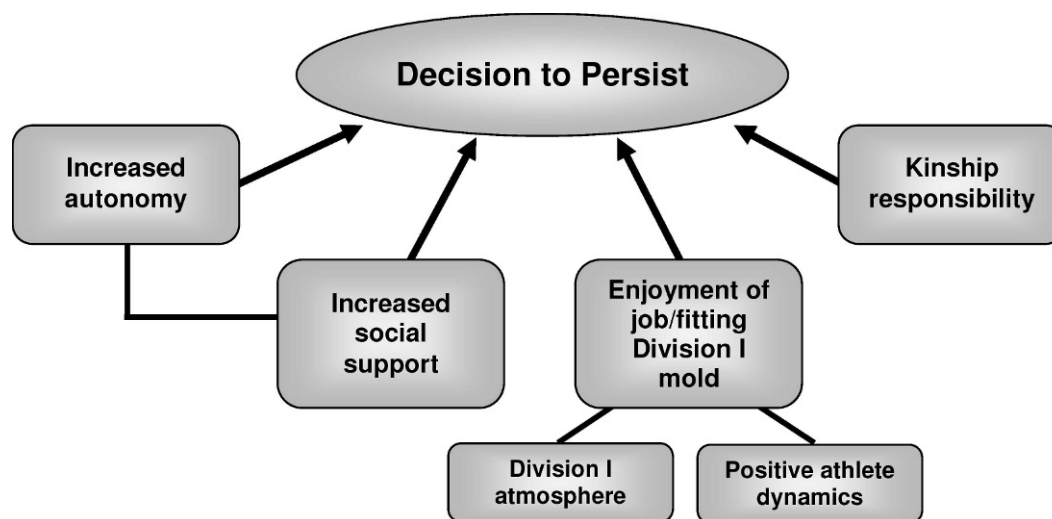 Decision to Persist
Increased
autonomy
Kinship
responsibility
Increased
social
support
Enjoyment of
job/fitting
Division I
mold
Division I
atmosphere
Positive athlete
dynamics